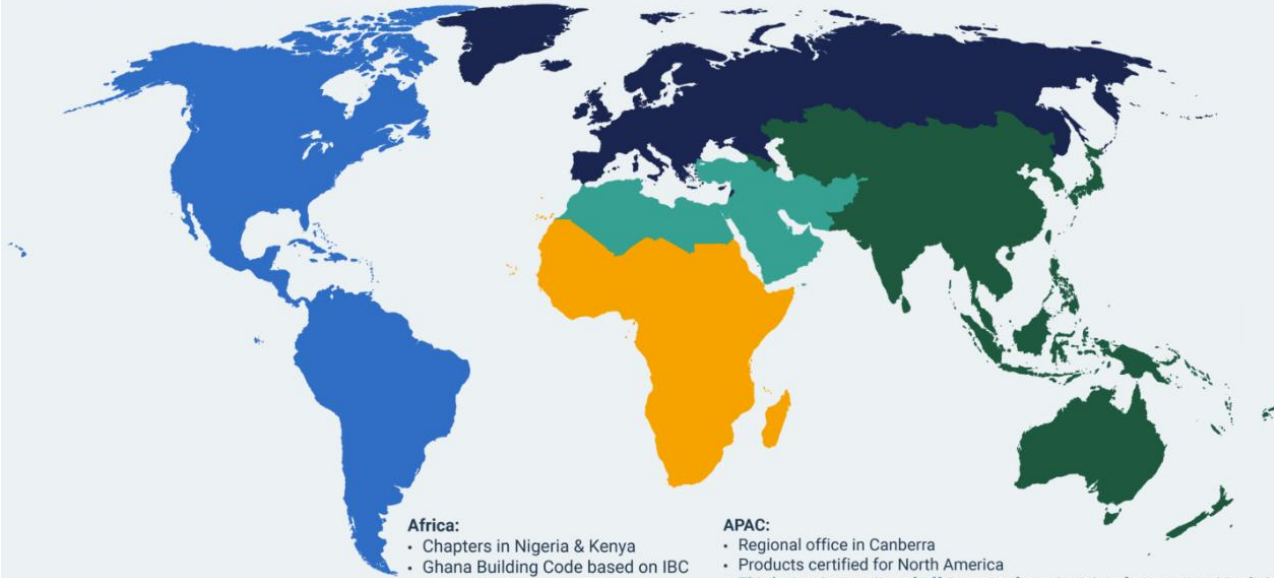 Africa:
• Chapters in Nigeria & Kenya
• Ghana Building Code based on IBC
APAC:
• Regional office in Canberra
• Products certified for North America